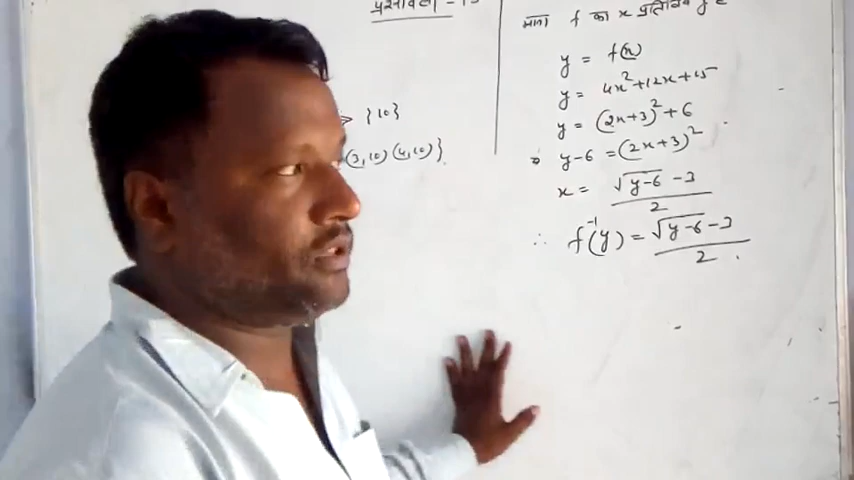 प्रश्नावली - 13
→ {10}
(3,10) (4,10)}
माना f का x प्रतिबिंब y है
y = f(x)
y = 4x²+12x+15
y = (2x+3)²+6
y-6 = (2x+3)²
x = √y-6 -3 / 2
∴ f⁻¹(y) = √y-6 -3 / 2